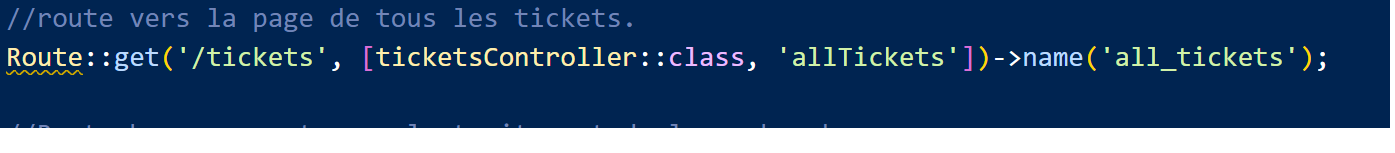 //route vers la page de tous les tickets.
Route::get('/tickets', [ticketsController::class, 'allTickets'])->name('all_tickets');